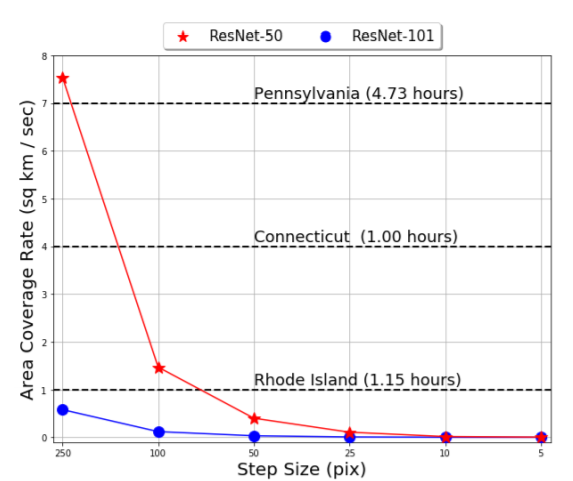 ResNet-50 ResNet-101
8
7
6
5
4
3
2
1
0
Area Coverage Rate (sq km / sec)
Pennsylvania (4.73 hours)
Connecticut (1.00 hours)
Rhode Island (1.15 hours)
250 100 50 25 10 5
Step Size (pix)